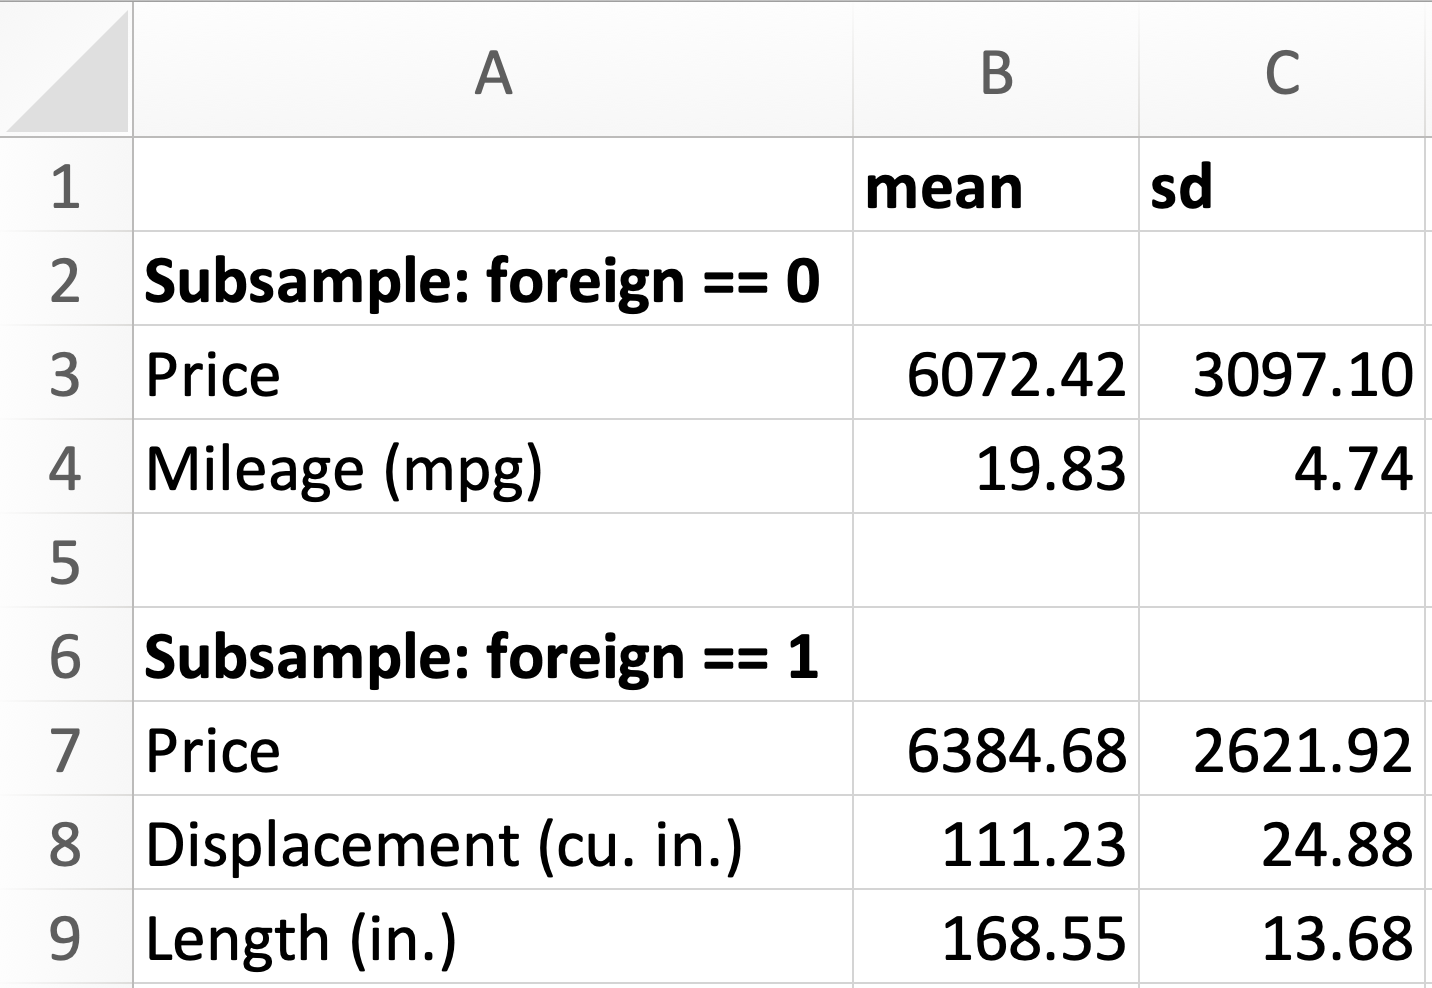 A B C
1 mean sd
2 Subsample: foreign == 0
3 Price 6072.42 3097.10
4 Mileage (mpg) 19.83 4.74
5
6 Subsample: foreign == 1
7 Price 6384.68 2621.92
8 Displacement (cu. in.) 111.23 24.88
9 Length (in.) 168.55 13.68